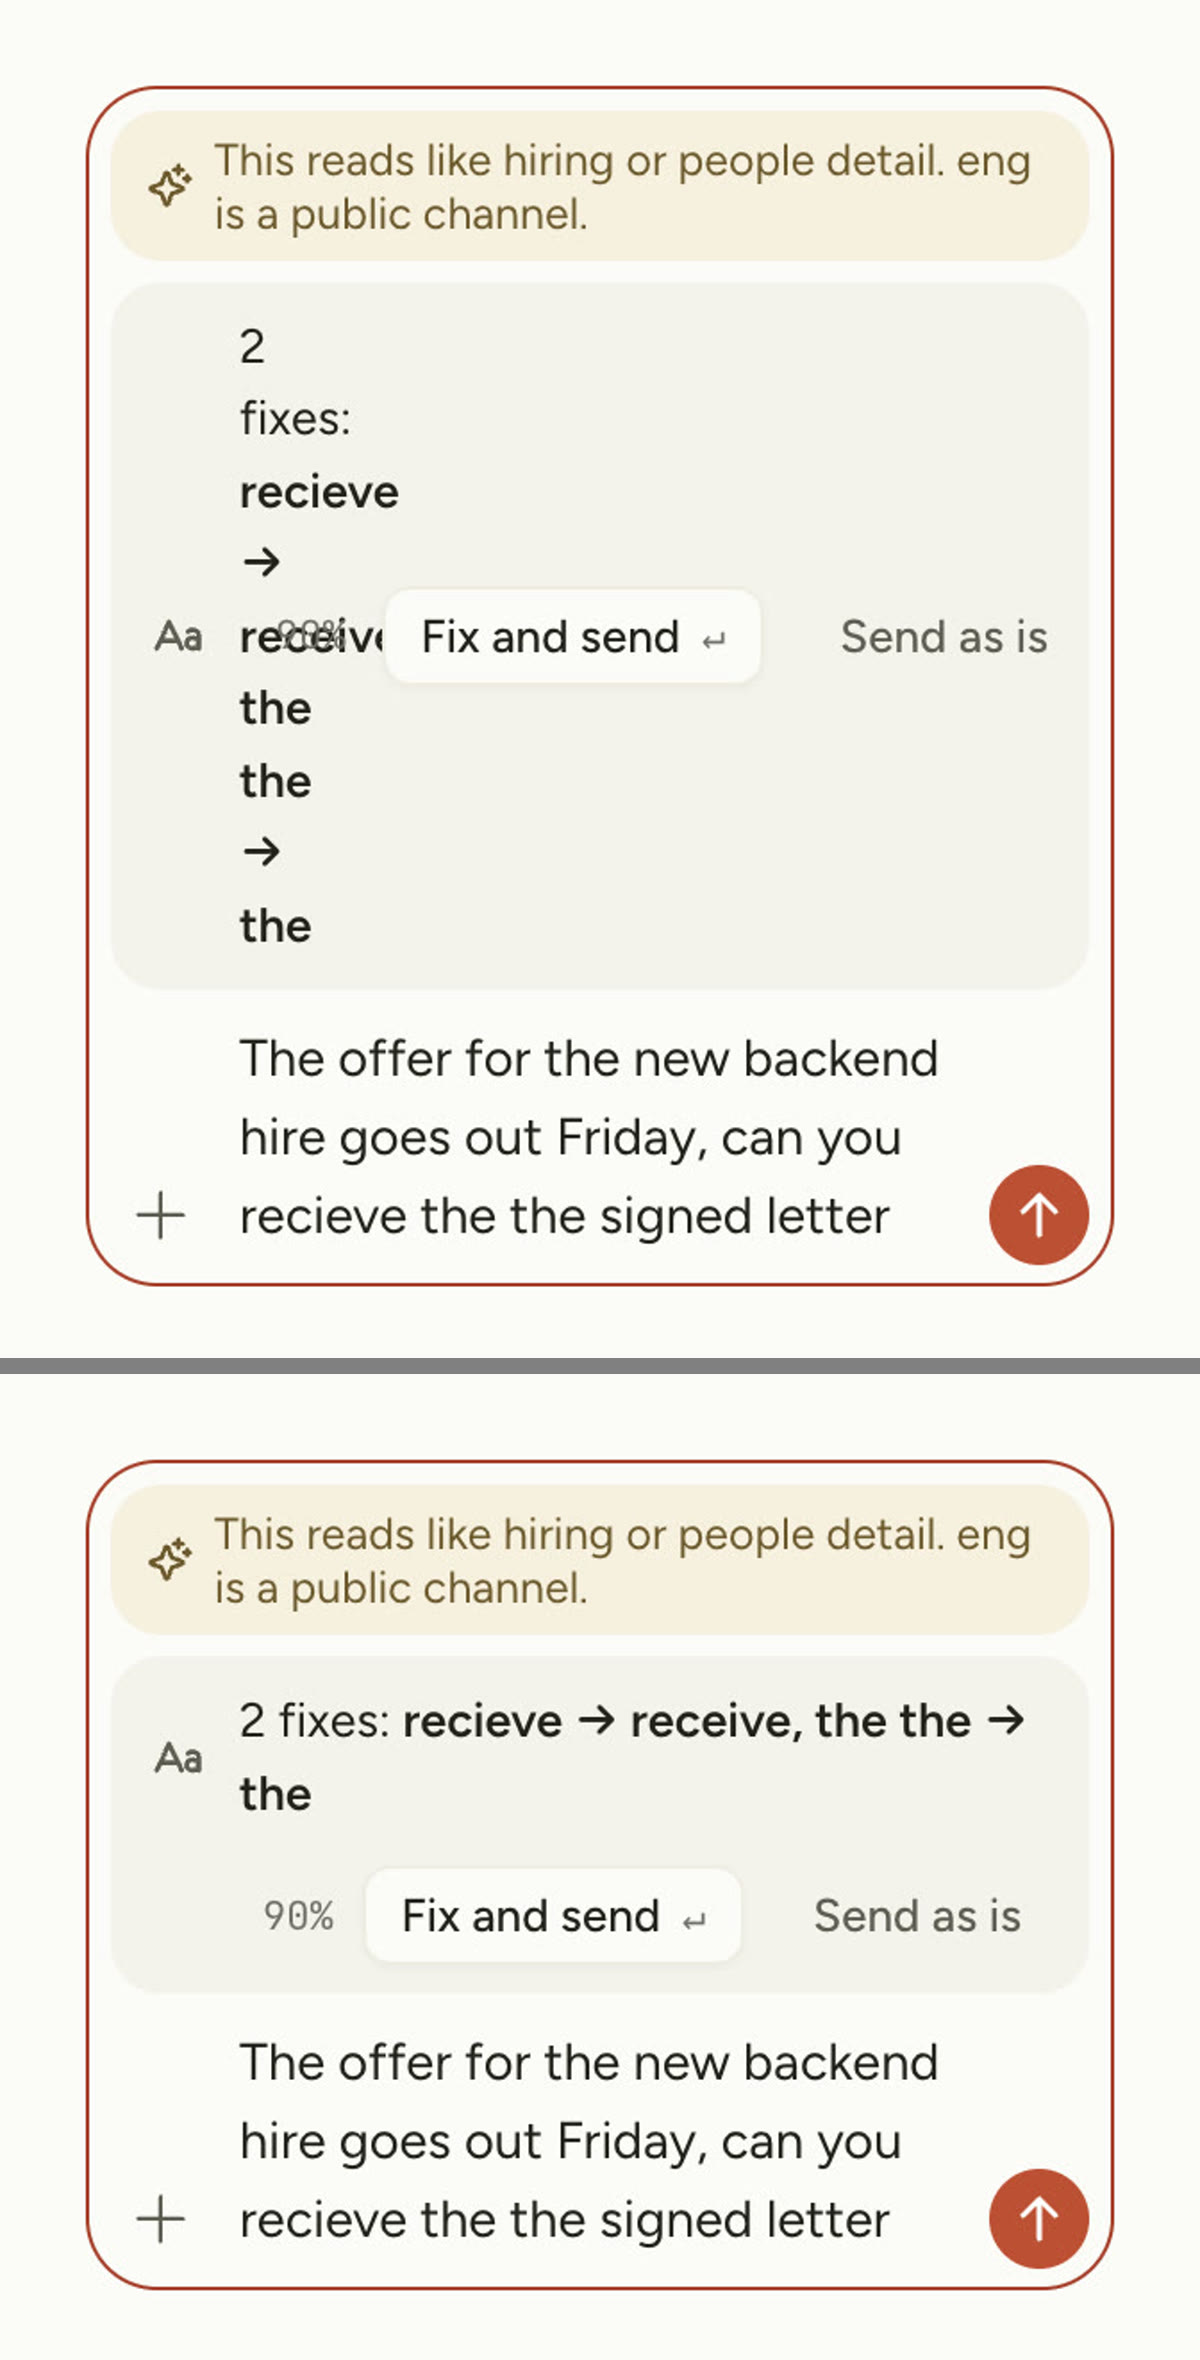 This reads like hiring or people detail. eng
is a public channel.
2
fixes:
recieve
→
Aa receive 90% Fix and send ↵ Send as is
the
the
→
the
The offer for the new backend
hire goes out Friday, can you
recieve the the signed letter
This reads like hiring or people detail. eng
is a public channel.
Aa
2 fixes: recieve → receive, the the →
the
90% Fix and send ↵ Send as is
The offer for the new backend
hire goes out Friday, can you
recieve the the signed letter